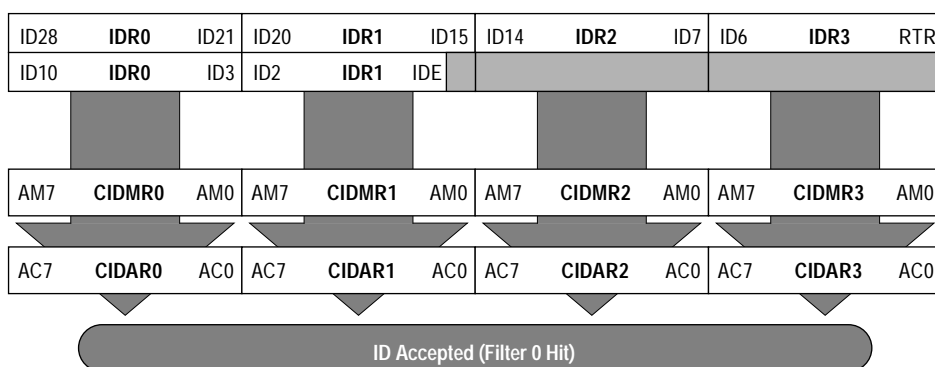 ID28 IDR0 ID21 ID20 IDR1 ID15 ID14 IDR2 ID7 ID6 IDR3 RTR
ID10 IDR0 ID3 ID2 IDR1 IDE
AM7 CIDMR0 AM0 AM7 CIDMR1 AM0 AM7 CIDMR2 AM0 AM7 CIDMR3 AM0
AC7 CIDAR0 AC0 AC7 CIDAR1 AC0 AC7 CIDAR2 AC0 AC7 CIDAR3 AC0
ID Accepted (Filter 0 Hit)